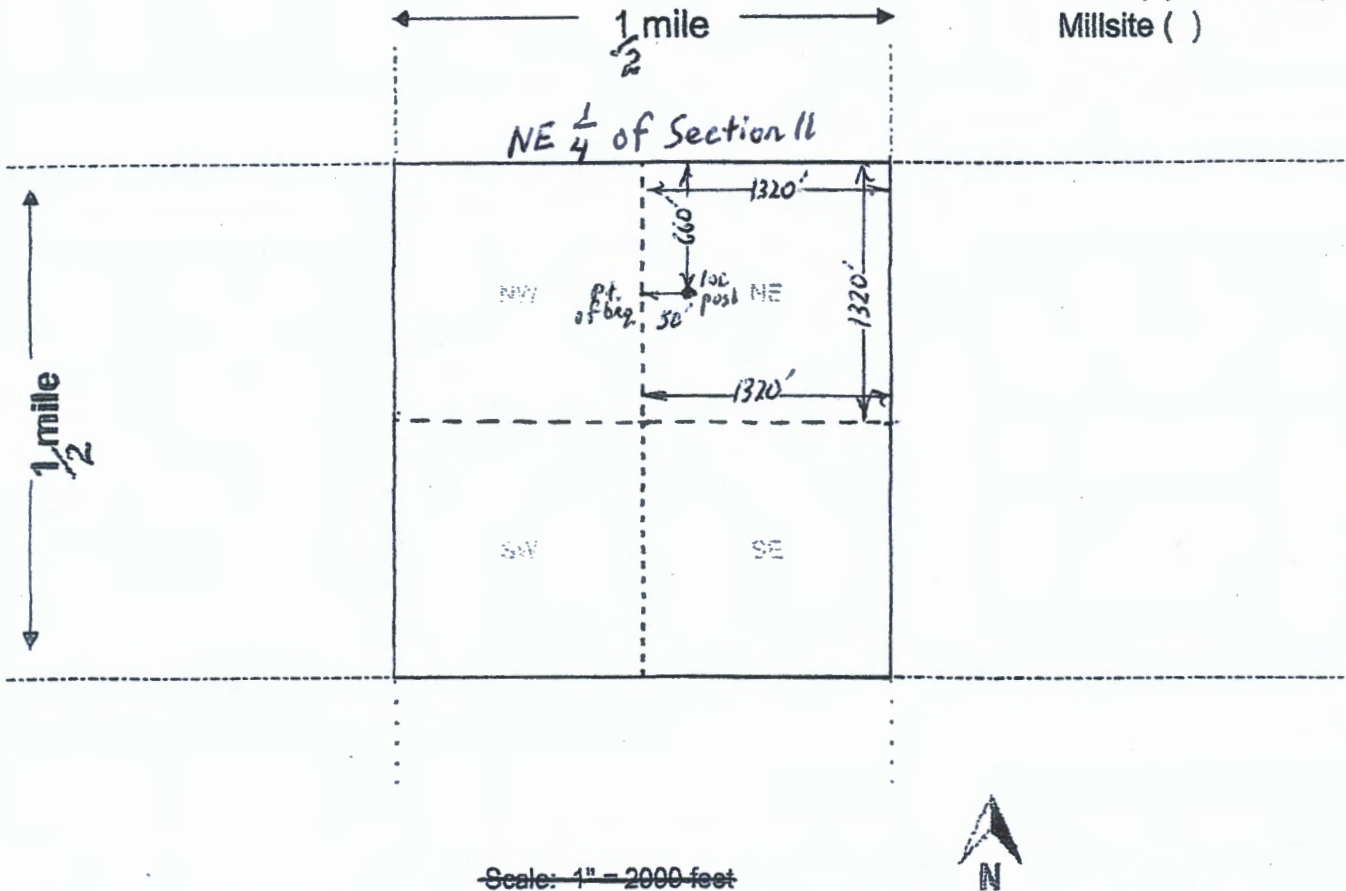 1 mile
2
Millsite ( )
NE 1/4 of Section 11
1320'
660'
NW
p.t. of beg.
50'
loc post
NE
1320'
1320'
1 mile
/2
SW
SE
Scale: 1" = 2000 feet
N